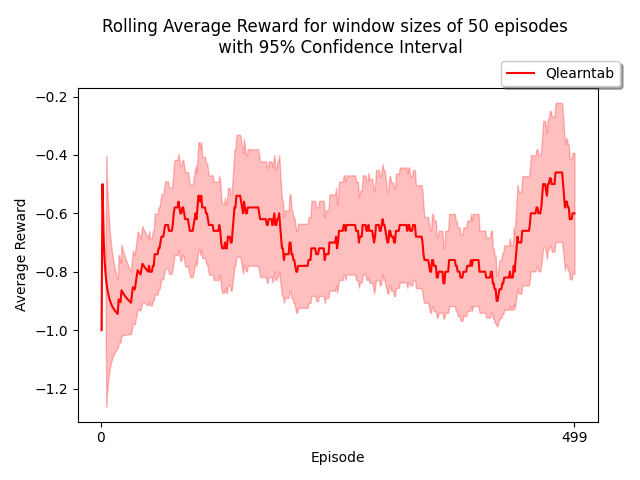 Rolling Average Reward for window sizes of 50 episodes
with 95% Confidence Interval
Qlearntab
−0.2
−0.4
−0.6
−0.8
−1.0
−1.2
Average Reward
0
499
Episode